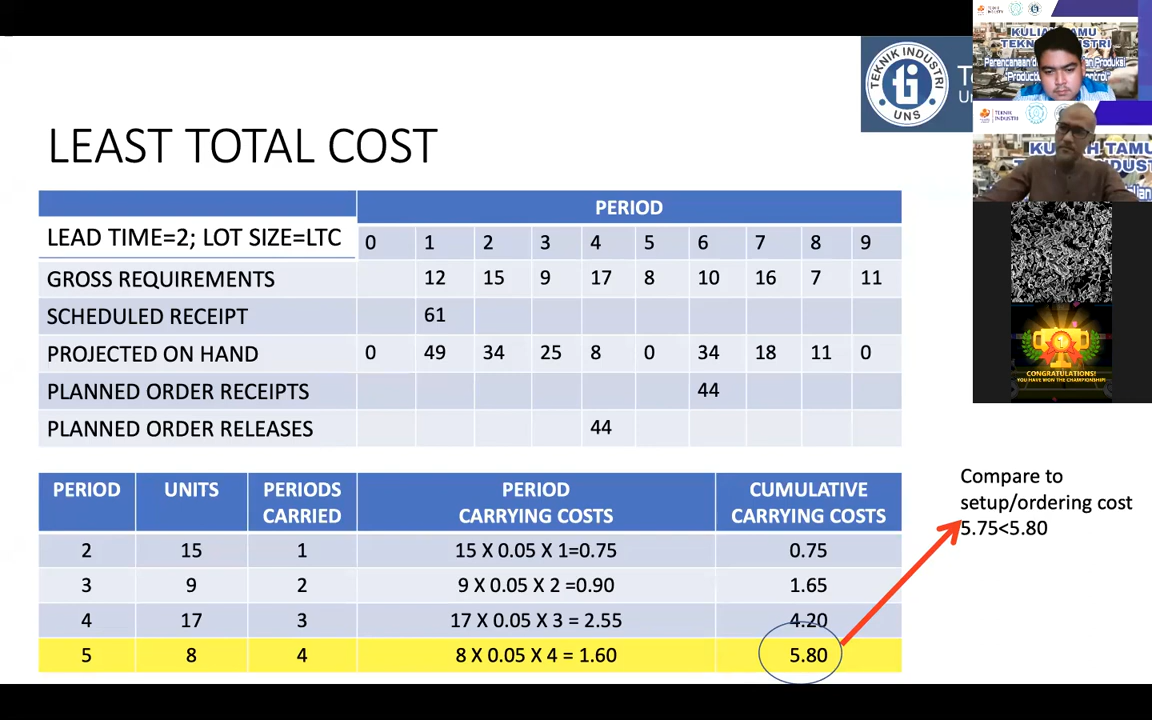 LEAST TOTAL COST
TEKNIK INDUSTRI
UNS
PERIOD
LEAD TIME=2; LOT SIZE=LTC 0 1 2 3 4 5 6 7 8 9
GROSS REQUIREMENTS 12 15 9 17 8 10 16 7 11
SCHEDULED RECEIPT 61
PROJECTED ON HAND 0 49 34 25 8 0 34 18 11 0
PLANNED ORDER RECEIPTS 44
PLANNED ORDER RELEASES 44
PERIOD UNITS PERIODS CARRIED PERIOD CARRYING COSTS CUMULATIVE CARRYING COSTS
2 15 1 15 X 0.05 X 1=0.75 0.75
3 9 2 9 X 0.05 X 2 =0.90 1.65
4 17 3 17 X 0.05 X 3 = 2.55 4.20
5 8 4 8 X 0.05 X 4 = 1.60 5.80
Compare to
setup/ordering cost
5.75<5.80
CONGRATULATIONS!
YOU HAVE WON THE CHAMPIONSHIP!